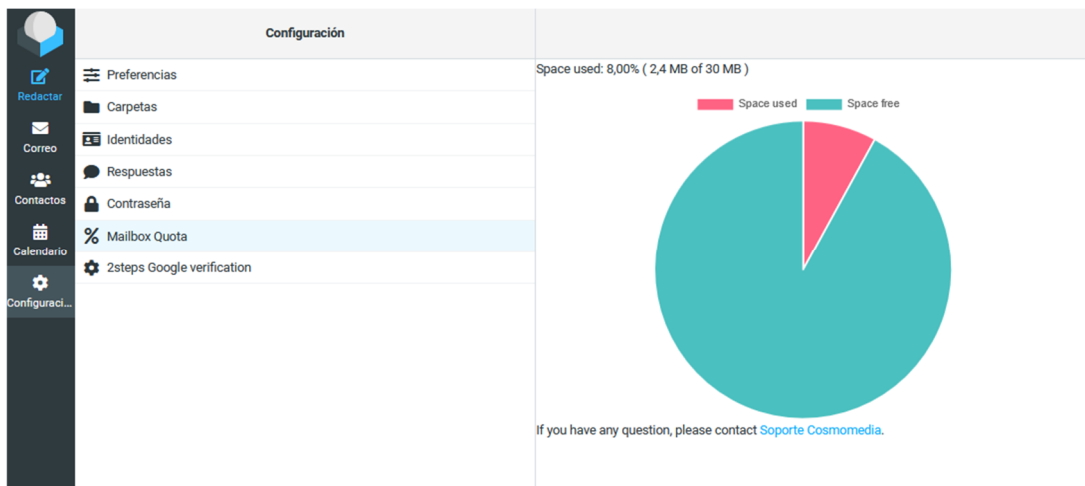 Configuración
Redactar
Correo
Contactos
Calendario
Configuraci...
Preferencias
Carpetas
Identidades
Respuestas
Contraseña
Mailbox Quota
2steps Google verification
Space used: 8,00% ( 2,4 MB of 30 MB )
Space used Space free
If you have any question, please contact Soporte Cosmomedia.